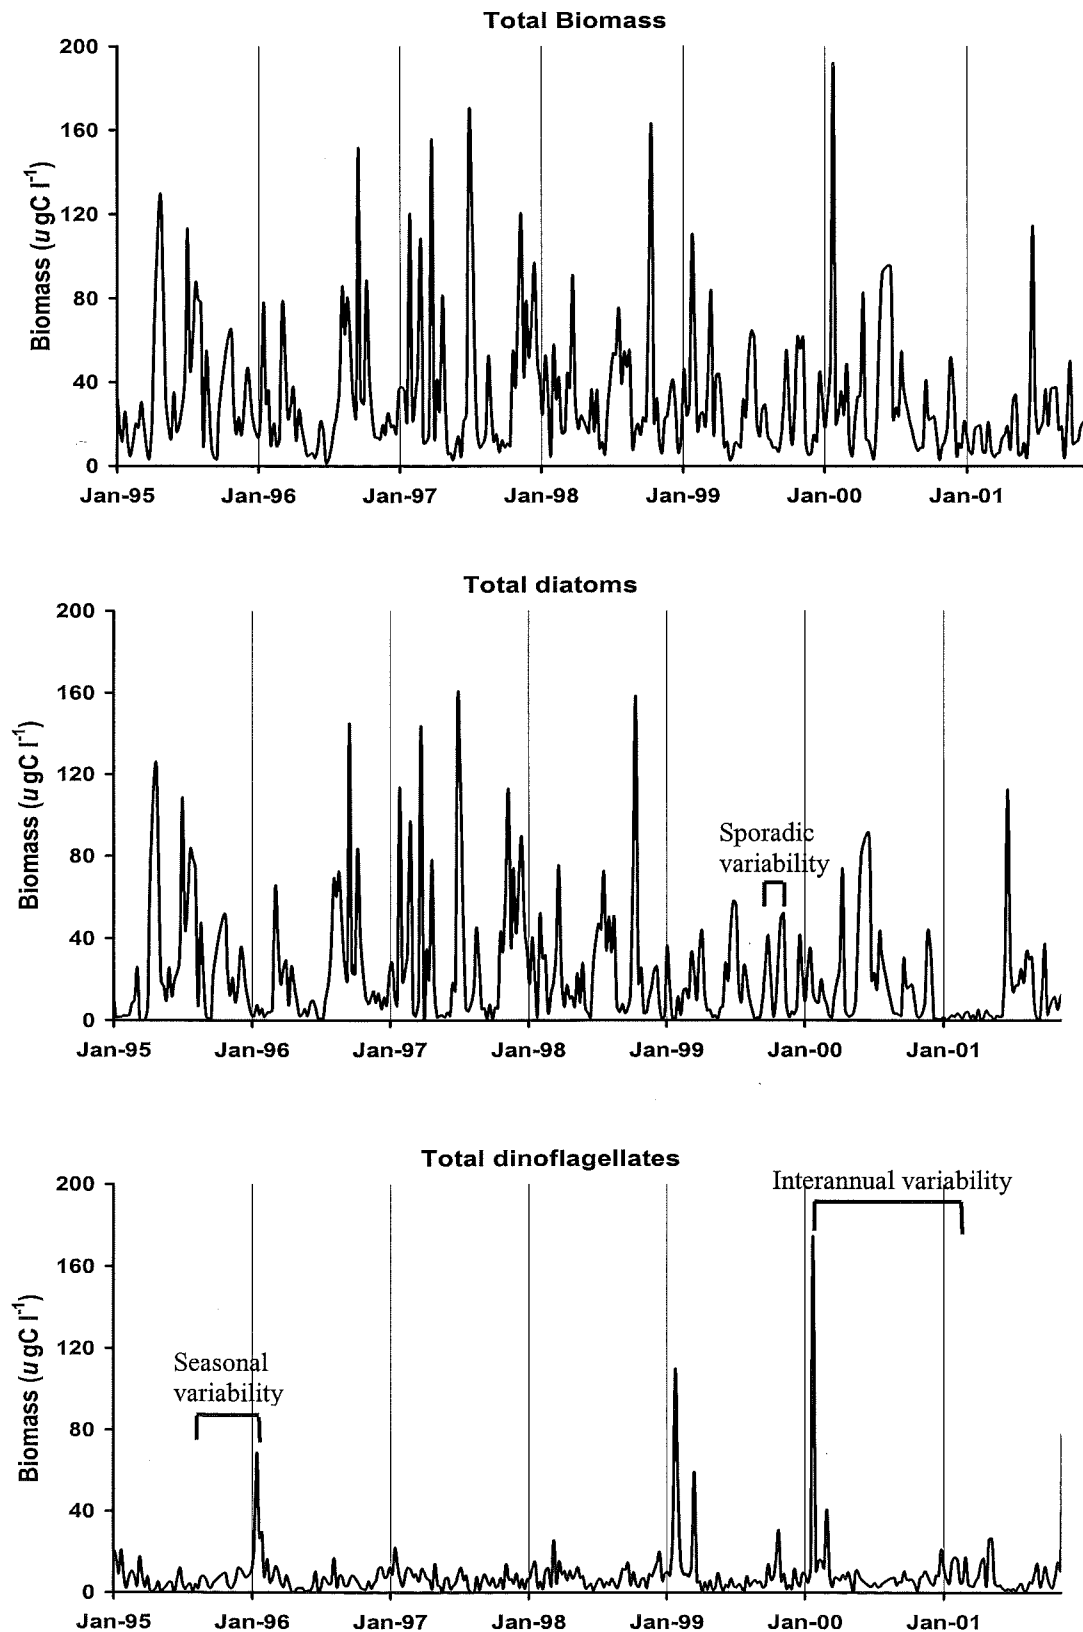 Total Biomass
Biomass (ugC l-1)
200
160
120
80
40
0
Jan-95 Jan-96 Jan-97 Jan-98 Jan-99 Jan-00 Jan-01
Total diatoms
Biomass (ugC l-1)
200
160
120
80
40
0
Sporadic
variability
Jan-95 Jan-96 Jan-97 Jan-98 Jan-99 Jan-00 Jan-01
Total dinoflagellates
Biomass (ugC l-1)
200
160
120
80
40
0
Interannual variability
Seasonal
variability
Jan-95 Jan-96 Jan-97 Jan-98 Jan-99 Jan-00 Jan-01